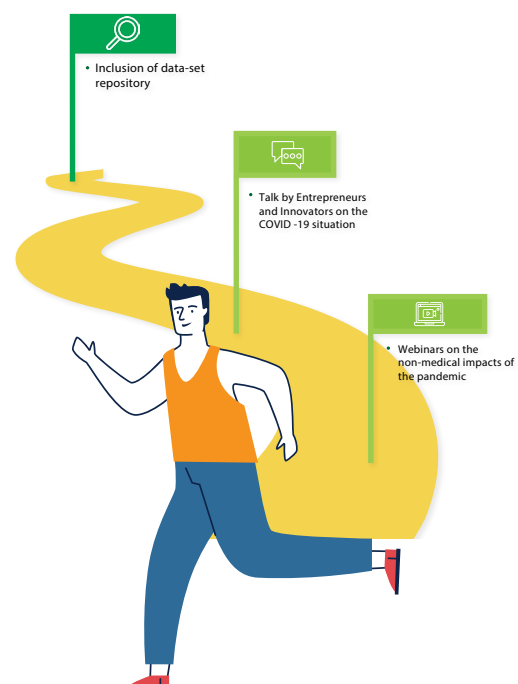 • Inclusion of data-set
repository
• Talk by Entrepreneurs
and Innovators on the
COVID -19 situation
• Webinars on the
non-medical impacts of
the pandemic